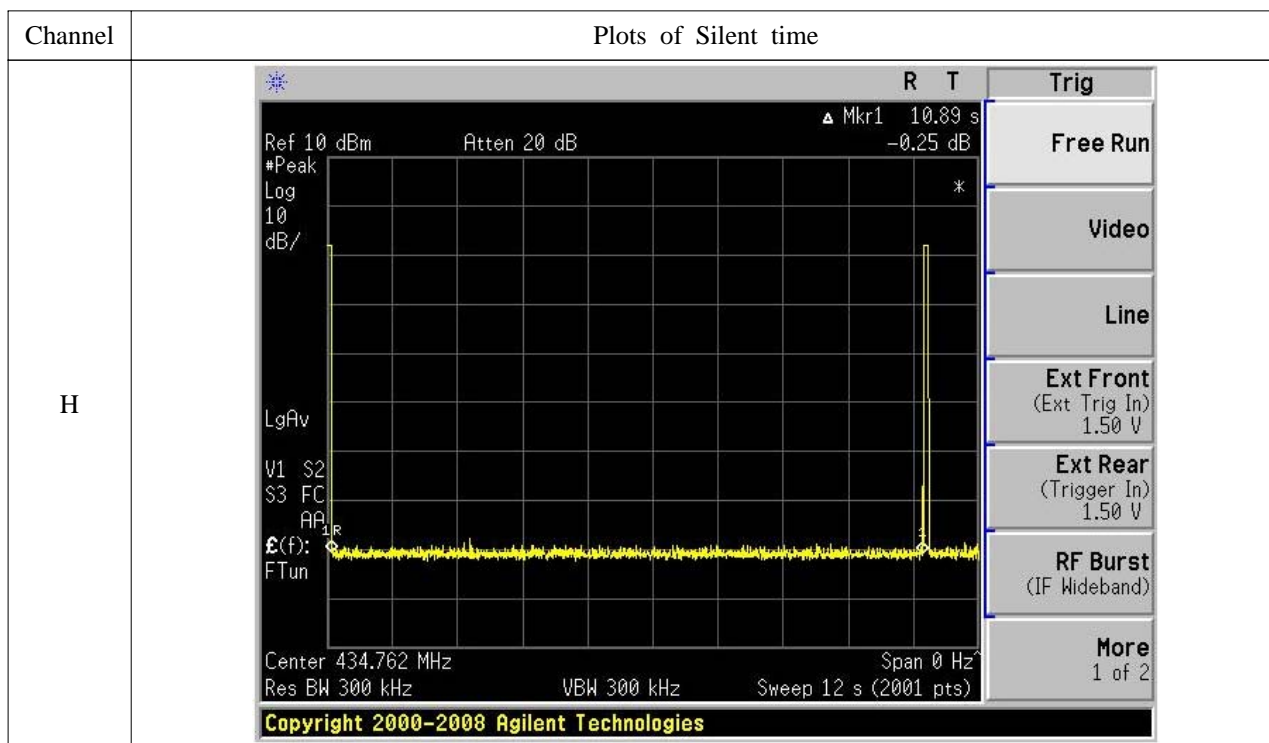 Channel
Plots of Silent time
H
R T
Trig
Δ Mkr1 10.89 s
Ref 10 dBm Atten 20 dB -0.25 dB
#Peak
Log
10
dB/
*
LgAv
V1 S2
S3 FC
AA
1R
1
£(f):
FTun
Center 434.762 MHz Span 0 Hz^
Res BW 300 kHz VBW 300 kHz Sweep 12 s (2001 pts)
Copyright 2000-2008 Agilent Technologies
Free Run
Video
Line
Ext Front
(Ext Trig In)
1.50 V
Ext Rear
(Trigger In)
1.50 V
RF Burst
(IF Wideband)
More
1 of 2